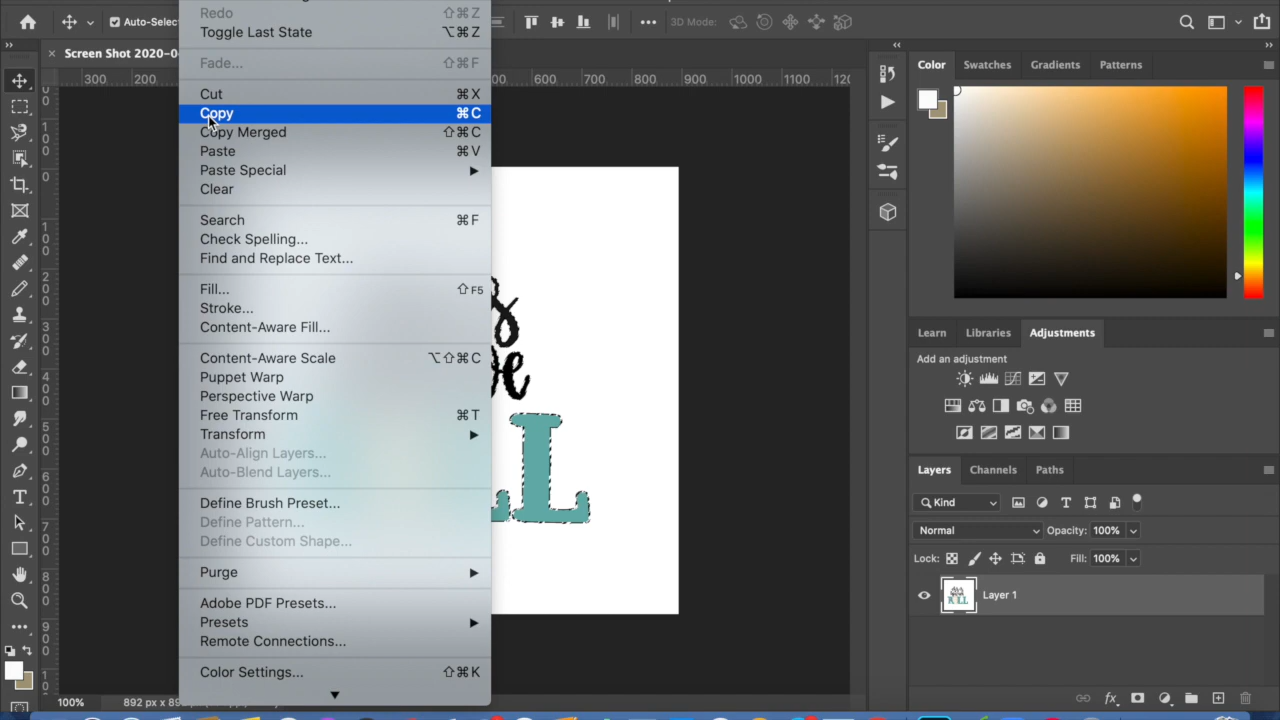 Auto-Selec
3D Mode:
Screen Shot 2020-0
Redo ⇧⌘Z
Toggle Last State ⌥⌘Z
Fade... ⇧⌘F
Cut ⌘X
Copy ⌘C
Copy Merged ⇧⌘C
Paste ⌘V
Paste Special
Clear
Search ⌘F
Check Spelling...
Find and Replace Text...
Fill... ⇧F5
Stroke...
Content-Aware Fill...
Content-Aware Scale ⌥⇧⌘C
Puppet Warp
Perspective Warp
Free Transform ⌘T
Transform
Auto-Align Layers...
Auto-Blend Layers...
Define Brush Preset...
Define Pattern...
Define Custom Shape...
Purge
Adobe PDF Presets...
Presets
Remote Connections...
Color Settings... ⇧⌘K
300 200
600 700 800 900 1000 1100
Color Swatches Gradients Patterns
Learn Libraries Adjustments
Add an adjustment
Layers Channels Paths
Kind
Normal Opacity: 100%
Lock: Fill: 100%
Layer 1
100% 892 px x 89